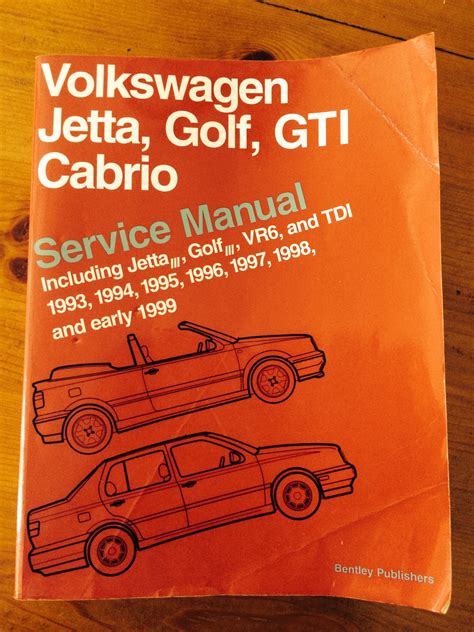 Volkswagen
Jetta, Golf, GTI
Cabrio
Service Manual
Including Jetta III, Golf III, VR6, and TDI
1993, 1994, 1995, 1996, 1997, 1998,
and early 1999
Bentley Publishers